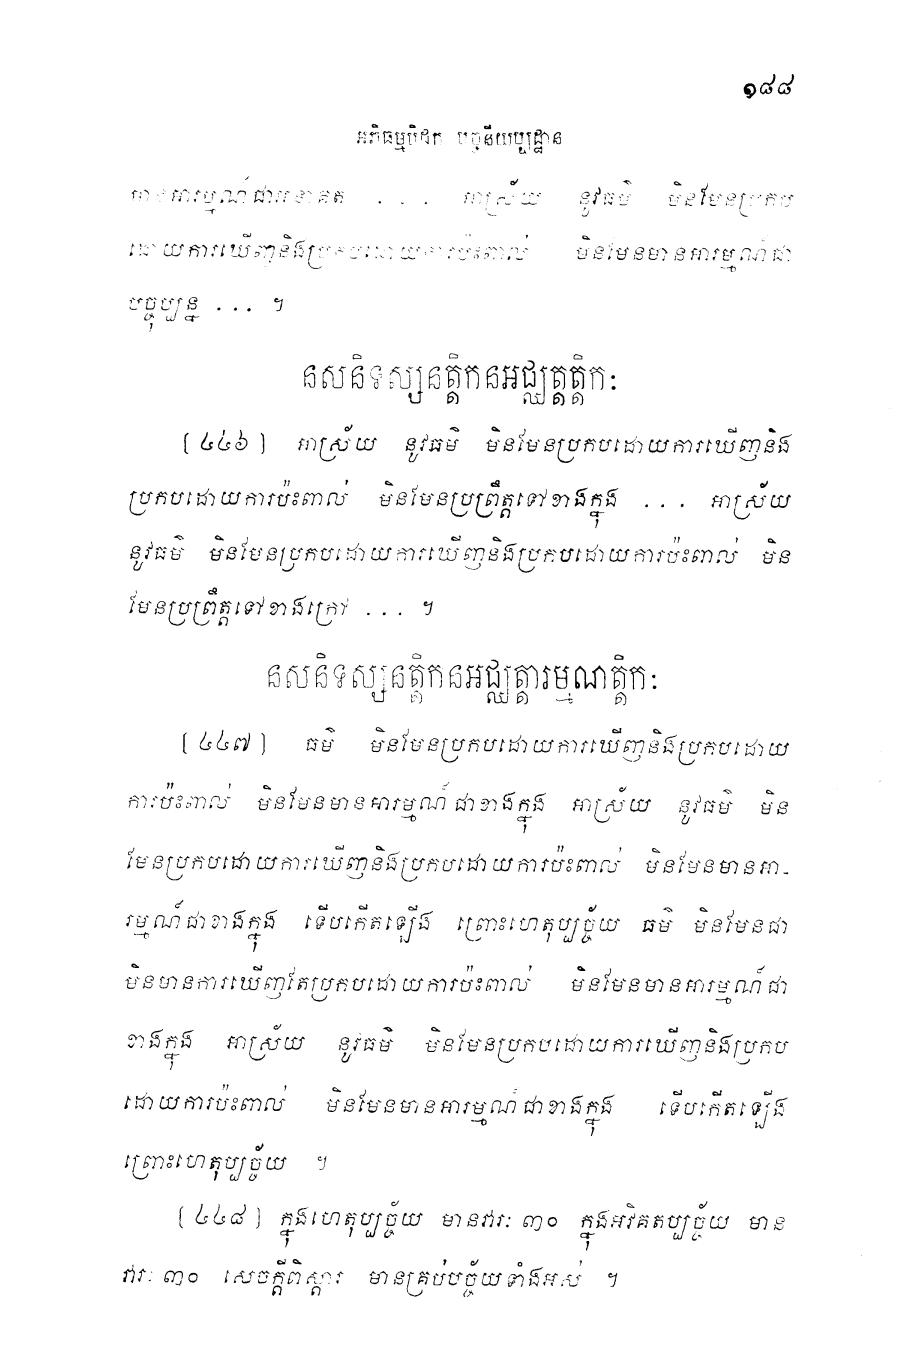 ១៨៨
អភិធម្មបិដក បច្ចនីយប្បដ្ឋាន
មានអារម្មណ៍ជាអនាគត . . . អាស្រ័យ នូវធម៌ មិនមែនប្រកប
ដោយការឃើញនិងប្រកបដោយការប៉ះពាល់ មិនមែនមានអារម្មណ៍ជា
បច្ចុប្បន្ន . . . ។
នសនិទស្សនត្តិកនអជ្ឈត្តត្តិកៈ
(៤៤៦) អាស្រ័យ នូវធម៌ មិនមែនប្រកបដោយការឃើញនិង
ប្រកបដោយការប៉ះពាល់ មិនមែនប្រព្រឹត្តទៅខាងក្នុង . . . អាស្រ័យ
នូវធម៌ មិនមែនប្រកបដោយការឃើញនិងប្រកបដោយការប៉ះពាល់ មិន
មែនប្រព្រឹត្តទៅខាងក្រៅ . . . ។
នសនិទស្សនត្តិកនអជ្ឈត្តារម្មណត្តិកៈ
(៤៤៧) ធម៌ មិនមែនប្រកបដោយការឃើញនិងប្រកបដោយ
ការប៉ះពាល់ មិនមែនមានអារម្មណ៍ជាខាងក្នុង អាស្រ័យ នូវធម៌ មិន
មែនប្រកបដោយការឃើញនិងប្រកបដោយការប៉ះពាល់ មិនមែនមានអា-
រម្មណ៍ជាខាងក្នុង ទើបកើតឡើង ព្រោះហេតុប្បច្ច័យ ធម៌ មិនមែនជា
មិនមានការឃើញតែប្រកបដោយការប៉ះពាល់ មិនមែនមានអារម្មណ៍ជា
ខាងក្នុង អាស្រ័យ នូវធម៌ មិនមែនប្រកបដោយការឃើញនិងប្រកប
ដោយការប៉ះពាល់ មិនមែនមានអារម្មណ៍ជាខាងក្នុង ទើបកើតឡើង
ព្រោះហេតុប្បច្ច័យ ។
(៤៤៨) ក្នុងហេតុប្បច្ច័យ មានវារៈ ៣០ ក្នុងអវិគតប្បច្ច័យ មាន
វារៈ ៣០ សេចក្តីពិស្តារ មានគ្រប់បច្ច័យទាំងអស់ ។